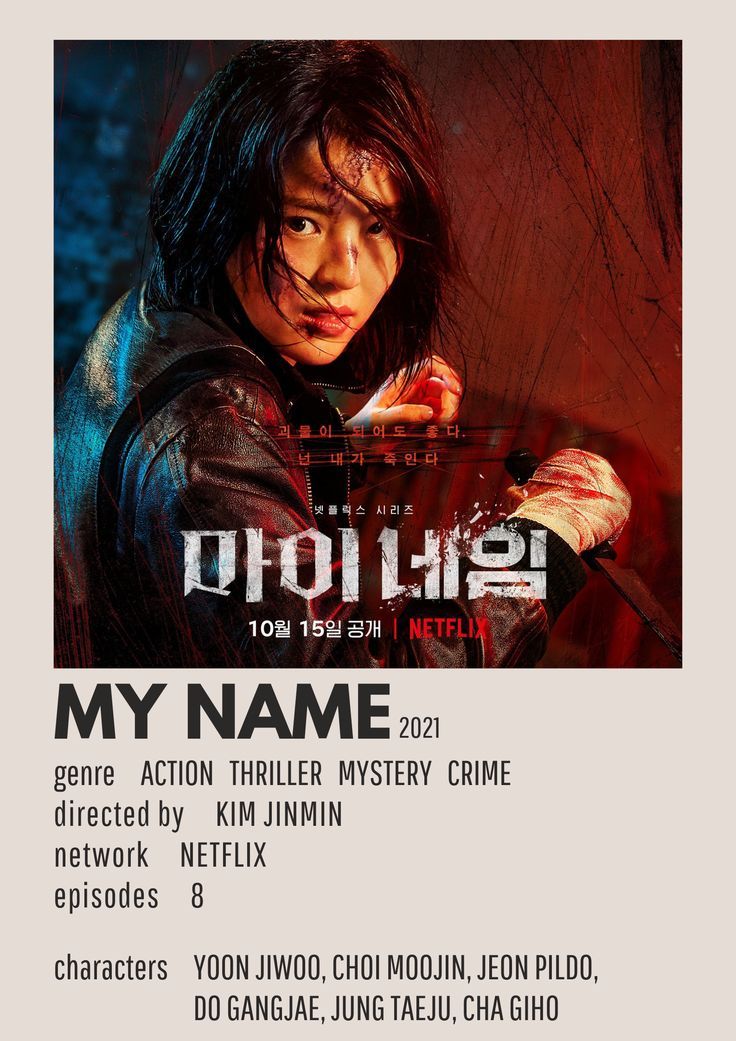 괴물이 되어도 좋다.
넌 내가 죽인다
넷플릭스 시리즈
마이 네임
10월 15일 공개 | NETFLIX
MY NAME 2021
genre ACTION THRILLER MYSTERY CRIME
directed by KIM JINMIN
network NETFLIX
episodes 8
characters YOON JIWOO, CHOI MOOJIN, JEON PILDO,
DO GANGJAE, JUNG TAEJU, CHA GIHO